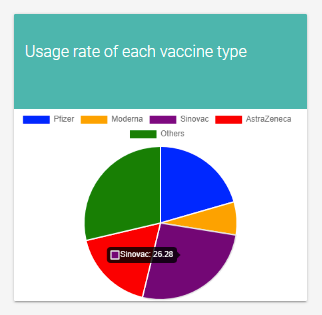 Usage rate of each vaccine type
Pfizer Moderna Sinovac AstraZeneca
Others
Sinovac: 26.28